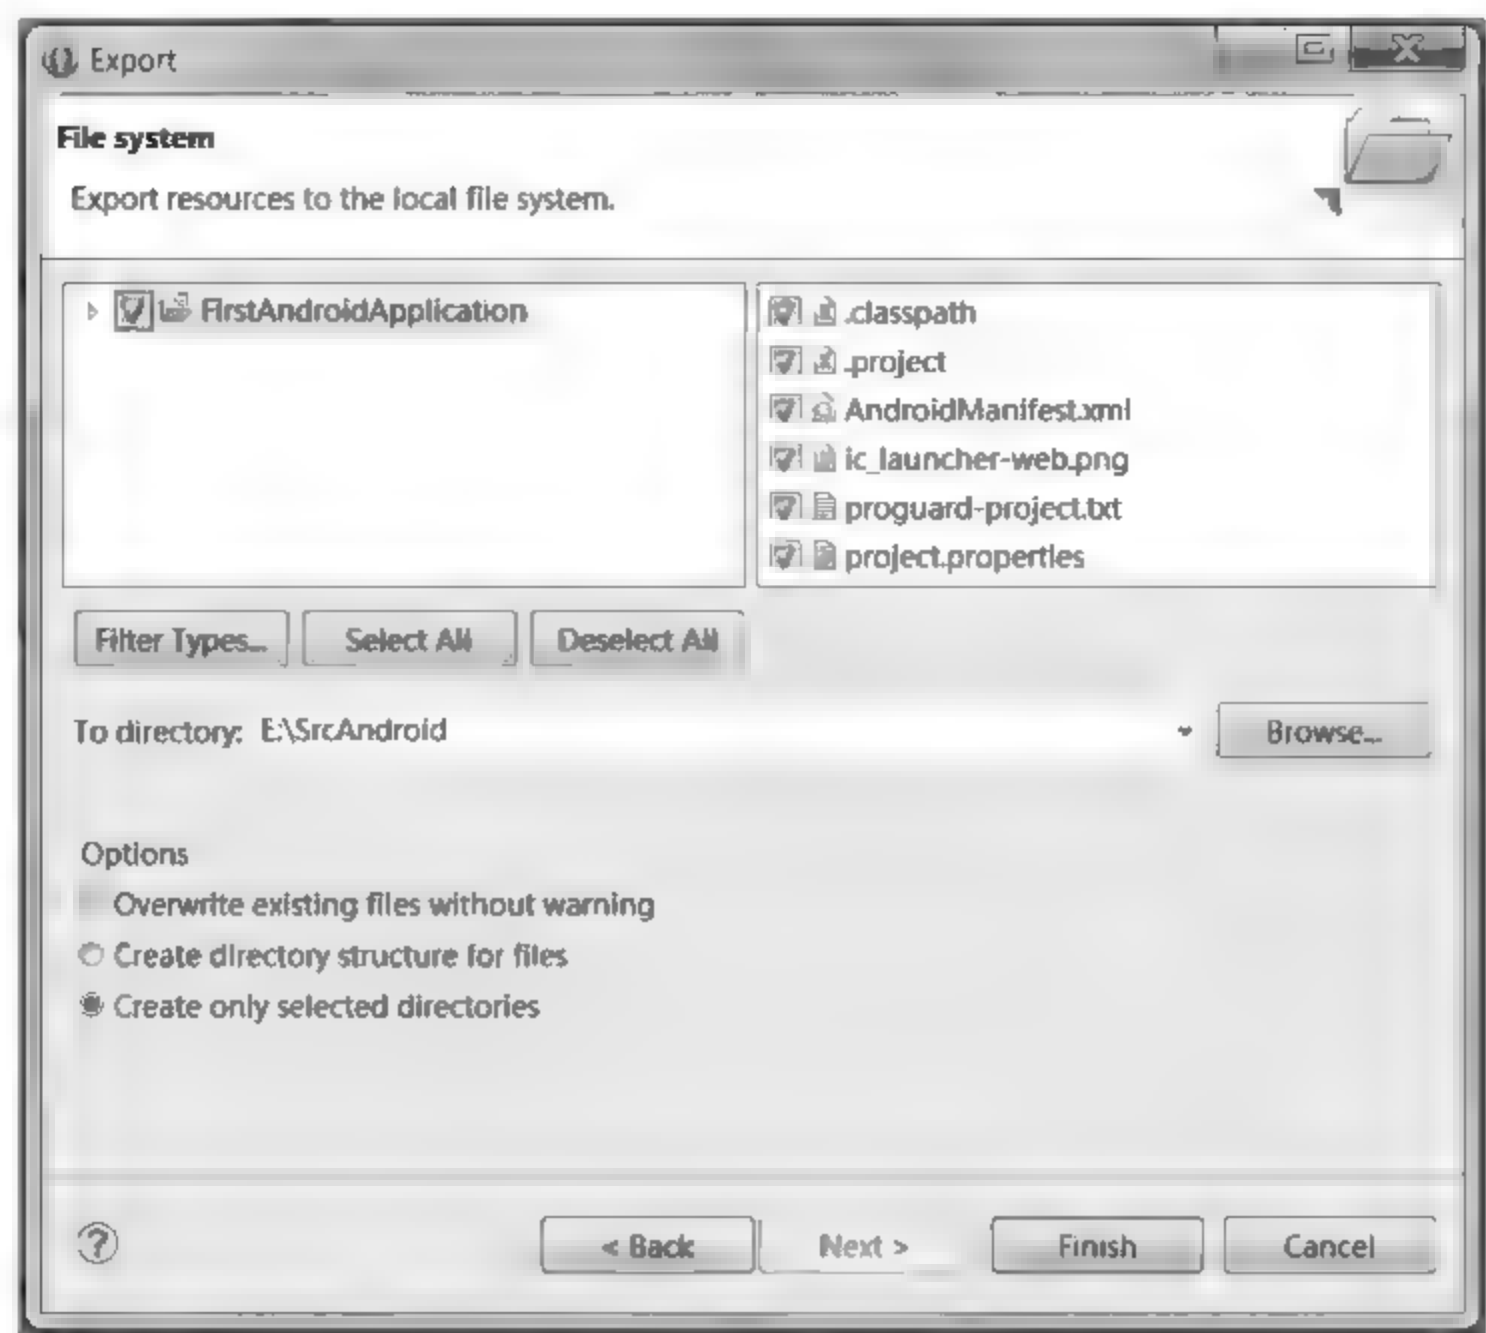 Export
File system
Export resources to the local file system.
FirstAndroidApplication
.classpath
.project
AndroidManifest.xml
ic_launcher-web.png
proguard-project.txt
project.properties
Filter Types...
Select All
Deselect All
To directory: E:\SrcAndroid
Browse...
Options
Overwrite existing files without warning
Create directory structure for files
Create only selected directories
?
< Back
Next >
Finish
Cancel